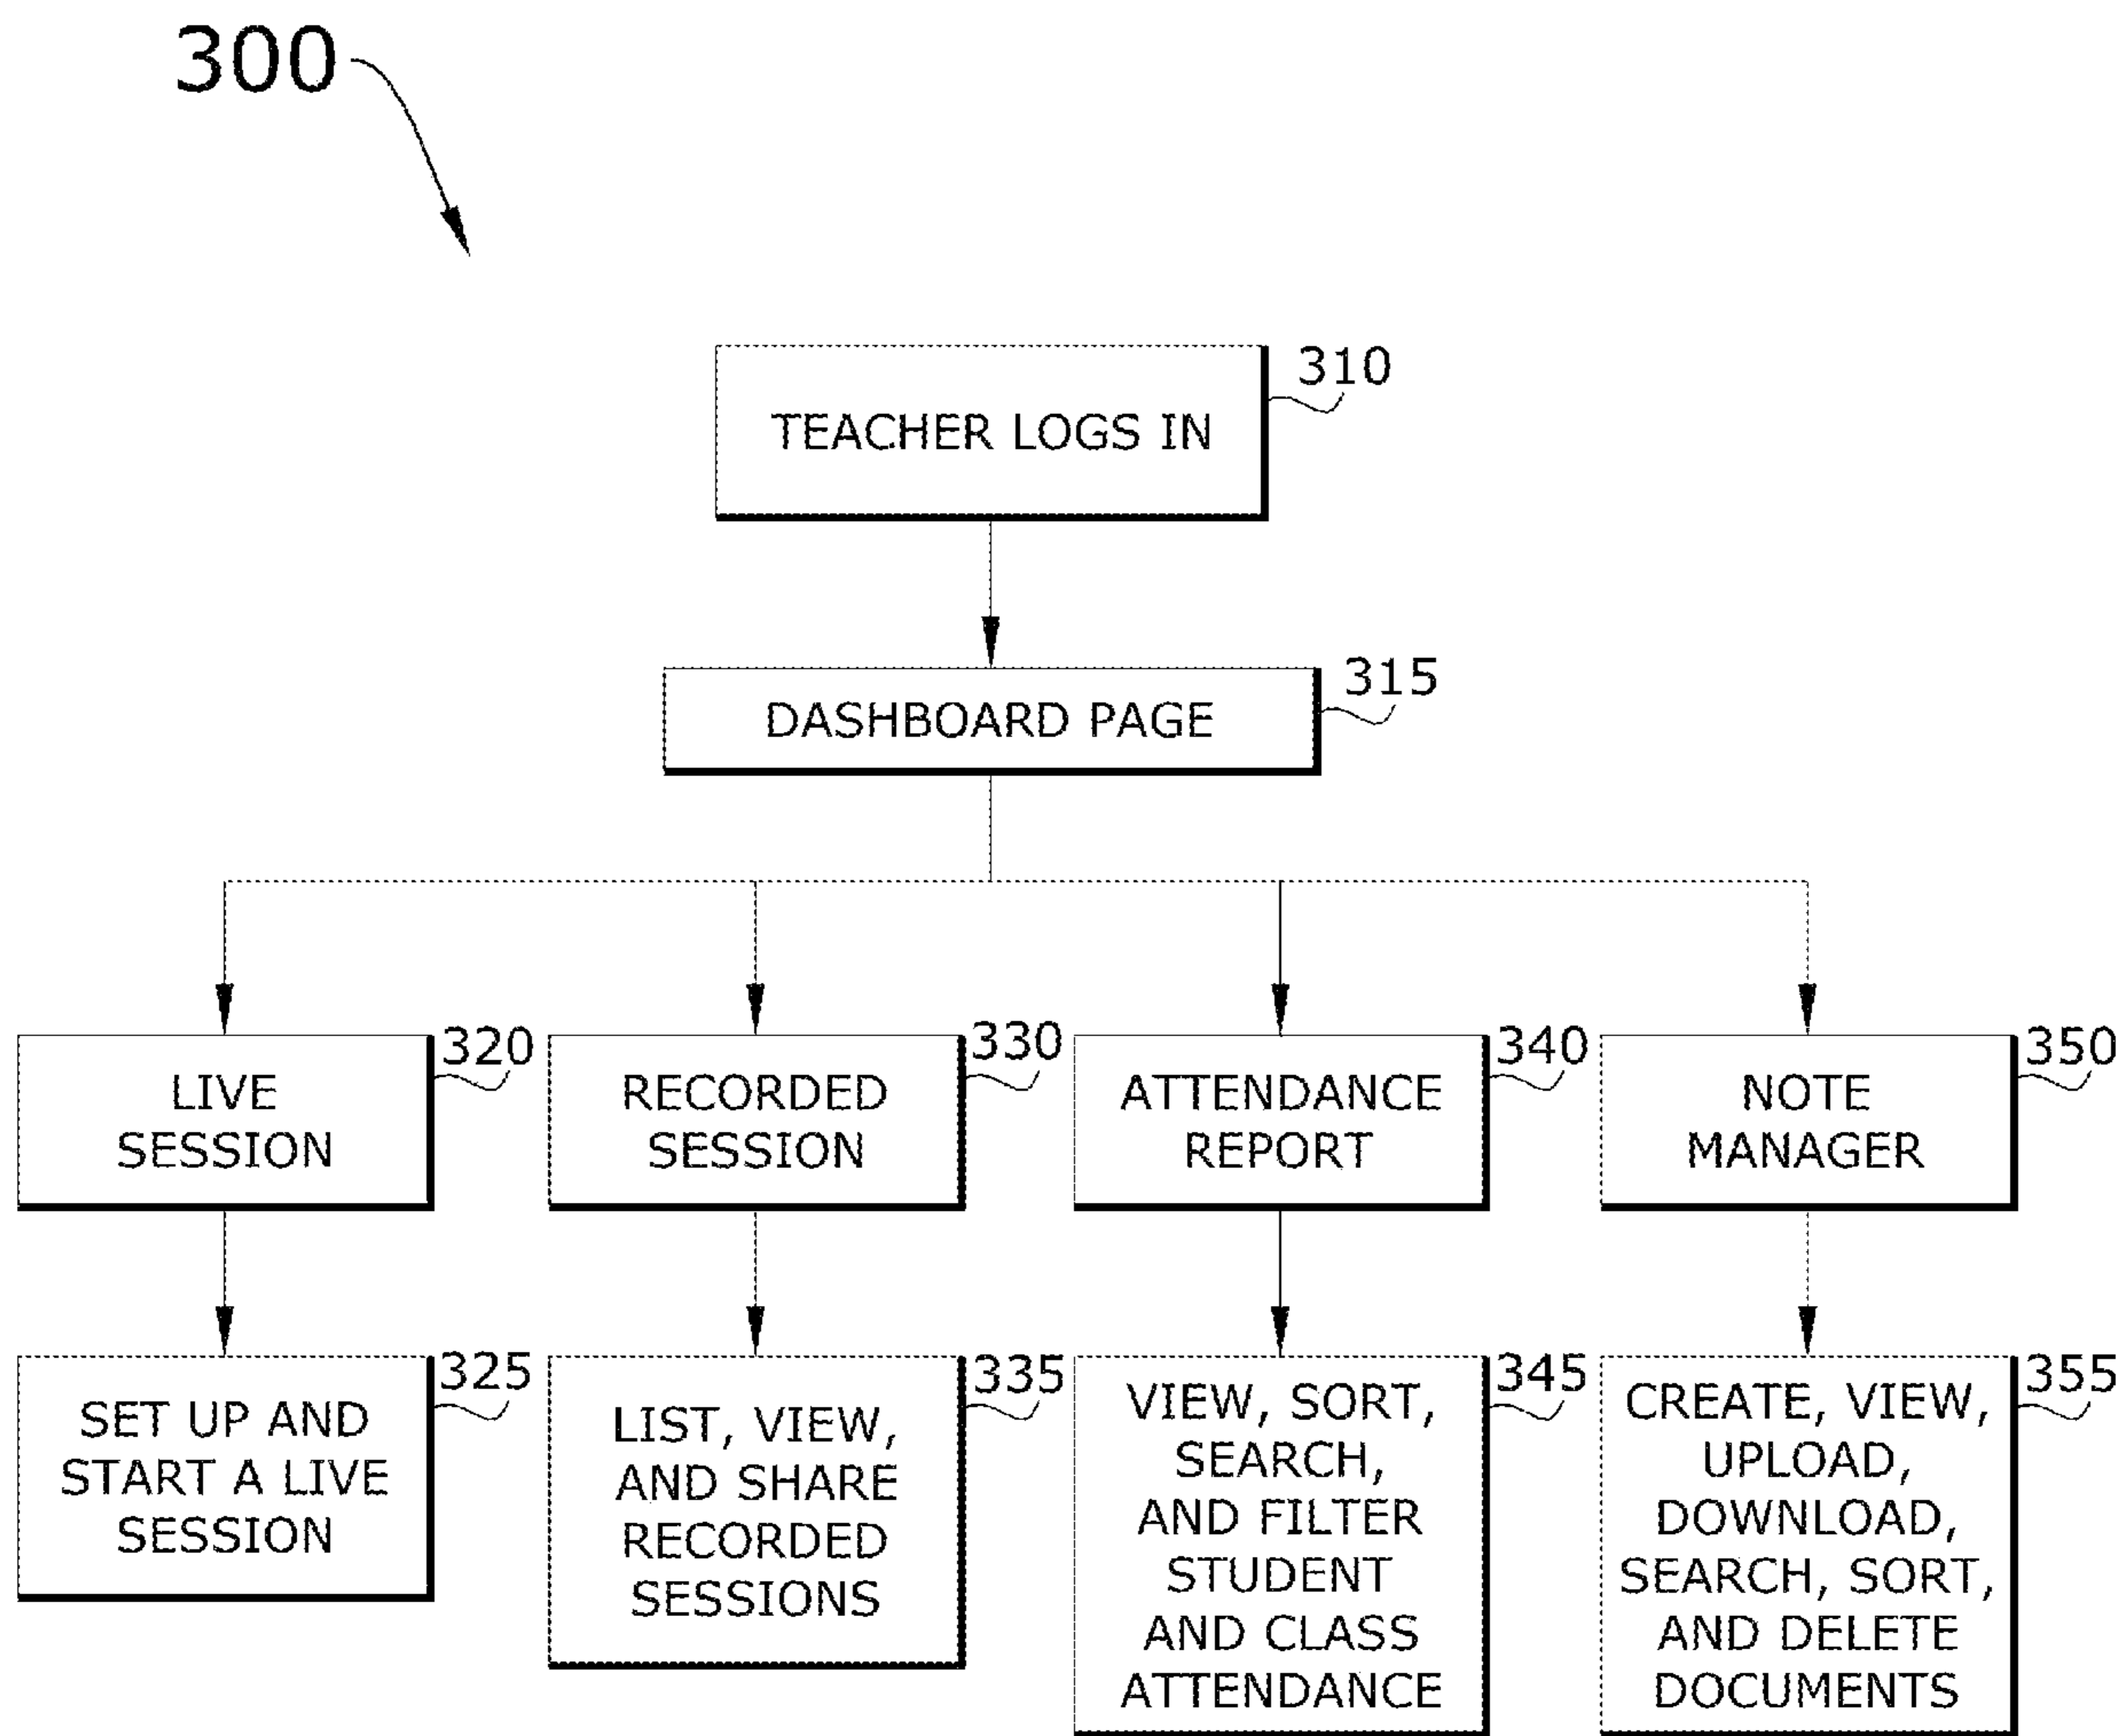 300
TEACHER LOGS IN
310
DASHBOARD PAGE
315
LIVE
SESSION
320
RECORDED
SESSION
330
ATTENDANCE
REPORT
340
NOTE
MANAGER
350
SET UP AND
START A LIVE
SESSION
325
LIST, VIEW,
AND SHARE
RECORDED
SESSIONS
335
VIEW, SORT,
SEARCH,
AND FILTER
STUDENT
AND CLASS
ATTENDANCE
345
CREATE, VIEW,
UPLOAD,
DOWNLOAD,
SEARCH, SORT,
AND DELETE
DOCUMENTS
355